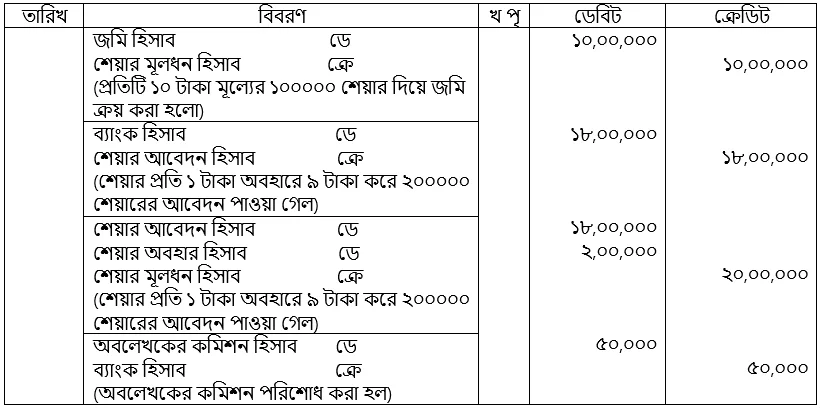 তারিখ বিবরণ খ পৃ ডেবিট ক্রেডিট
জমি হিসাব ডে ১০,০০,০০০
শেয়ার মূলধন হিসাব ক্রে ১০,০০,০০০
(প্রতিটি ১০ টাকা মূল্যের ১০০০০০ শেয়ার দিয়ে জমি
ক্রয় করা হলো)
ব্যাংক হিসাব ডে ১৮,০০,০০০
শেয়ার আবেদন হিসাব ক্রে ১৮,০০,০০০
(শেয়ার প্রতি ১ টাকা অবহারে ৯ টাকা করে ২০০০০০
শেয়ারের আবেদন পাওয়া গেল)
শেয়ার আবেদন হিসাব ডে ১৮,০০,০০০
শেয়ার অবহার হিসাব ডে ২,০০,০০০
শেয়ার মূলধন হিসাব ক্রে ২০,০০,০০০
(শেয়ার প্রতি ১ টাকা অবহারে ৯ টাকা করে ২০০০০০
শেয়ারের আবেদন পাওয়া গেল)
অবলেখকের কমিশন হিসাব ডে ৫০,০০০
ব্যাংক হিসাব ক্রে ৫০,০০০
(অবলেখকের কমিশন পরিশোধ করা হল)